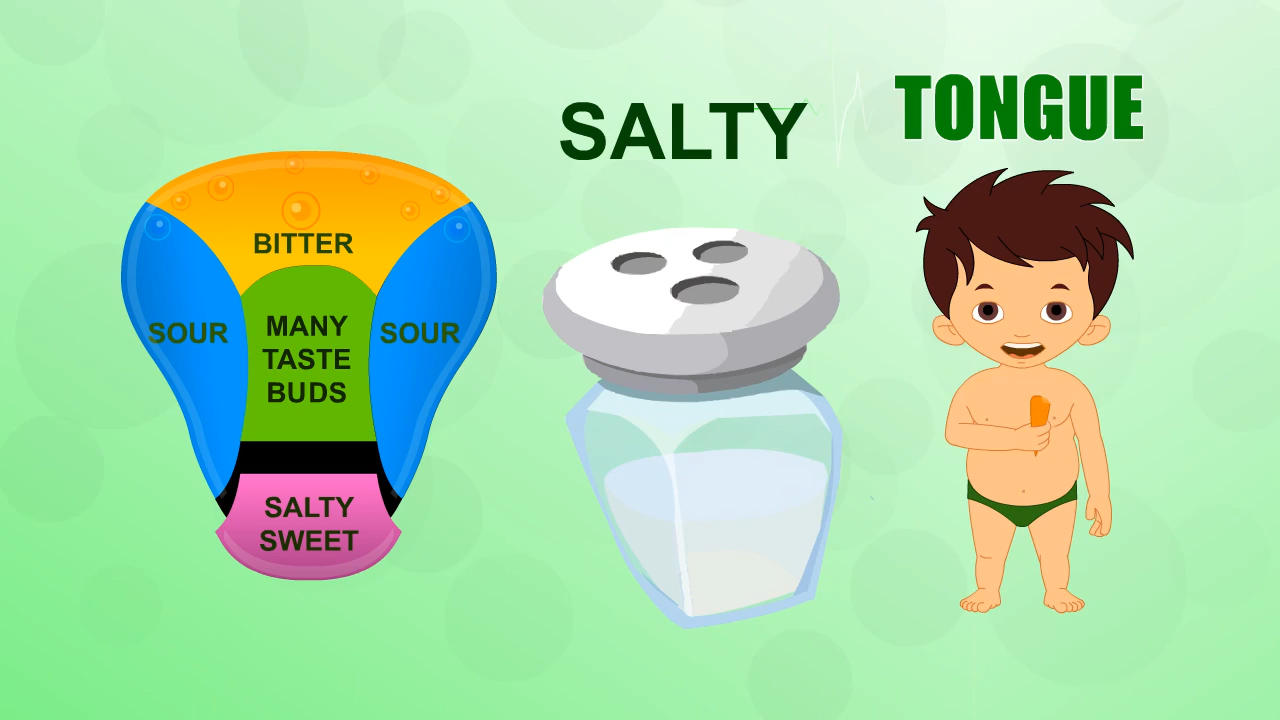 TONGUE
SALTY
BITTER
SOUR
MANY
TASTE
BUDS
SOUR
SALTY
SWEET